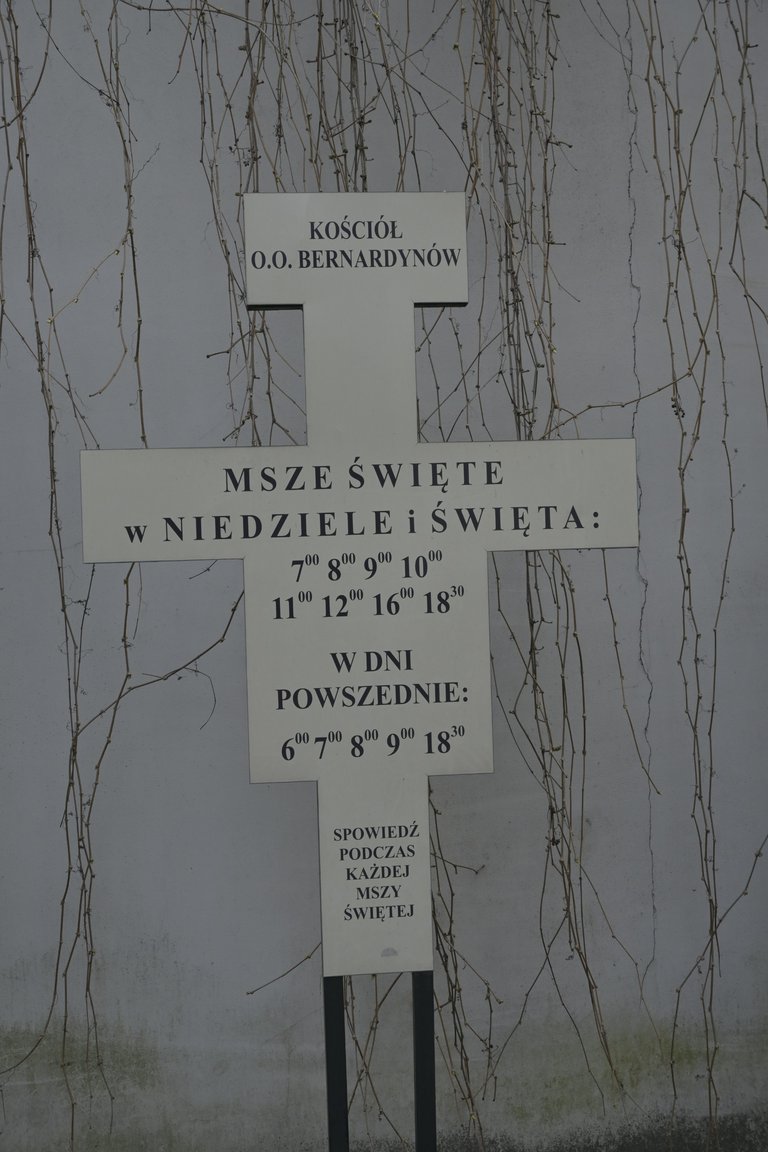 KOŚCIÓŁ
O.O. BERNARDYNÓW
MSZE ŚWIĘTE
w NIEDZIELE i ŚWIĘTA:
7⁰⁰ 8⁰⁰ 9⁰⁰ 10⁰⁰
11⁰⁰ 12⁰⁰ 16⁰⁰ 18³⁰
W DNI
POWSZEDNIE:
6⁰⁰ 7⁰⁰ 8⁰⁰ 9⁰⁰ 18³⁰
SPOWIEDŹ
PODCZAS
KAŻDEJ
MSZY
ŚWIĘTEJ